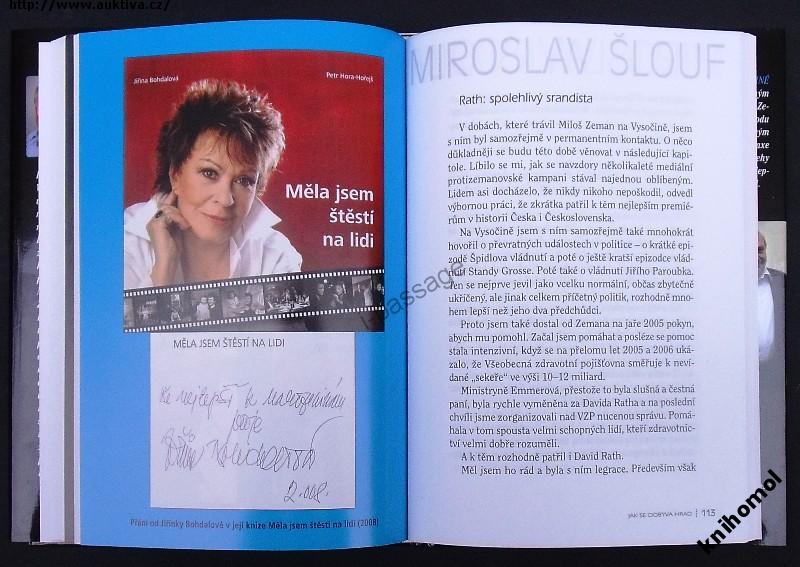 http://www.auktiva.cz/
Jiřina Bohdalová
Petr Hora-Hořejš
Měla jsem
štěstí
na lidi
MĚLA JSEM ŠTĚSTÍ NA LIDI
nejlepší k narozeninám
2008.
Přání od Jiřinky Bohdalové v její knize Měla jsem štěstí na lidi (2008)
MIROSLAV ŠLOUF
Rath: spolehlivý srandista
V dobách, které trávil Miloš Zeman na Vysočině, jsem
s ním byl samozřejmě v permanentním kontaktu. O něco
důkladněji se budu této době věnovat v následující kapi-
tole. Líbilo se mi, jak se navzdory několikaleté mediální
protizemanovské kampani stával najednou oblíbeným.
Lidem asi docházelo, že nikdy nikoho nepoškodil, odvedl
výbornou práci, že zkrátka patřil k těm nejlepším premié-
rům v historii Česka i Československa.
Na Vysočině jsem s ním samozřejmě také mnohokrát
hovořil o převratných událostech v politice – o krátké epi-
zodě Špidlova vládnutí a poté o ještě kratší epizodce vlád-
nutí Standy Grosse. Poté také o vládnutí Jiřího Paroubka.
Ten se nejprve jevil jako vcelku normální, občas zbytečně
ukřičený, ale jinak celkem příčetný politik, rozhodně mno-
hem lepší než jeho dva předchůdci.
Proto jsem také dostal od Zemana na jaře 2005 pokyn,
abych mu pomohl. Začal jsem pomáhat a posléze se pomoc
stala intenzivní, když se na přelomu let 2005 a 2006 uká-
zalo, že Všeobecná zdravotní pojišťovna směřuje k neví-
dané „sekeře“ ve výši 10–12 miliard.
Ministryně Emmerová, přestože to byla slušná a čestná
paní, byla rychle vyměněna za Davida Ratha a na poslední
chvíli jsme zorganizovali nad VZP nucenou správu. Pomá-
hala v tom spousta velmi schopných lidí, kteří zdravotnic-
tví velmi dobře rozuměli.
A k těm rozhodně patřil i David Rath.
Měl jsem ho rád a byla s ním legrace. Především však
JAK SE DOBÝVÁ HRAD | 113
knihomol